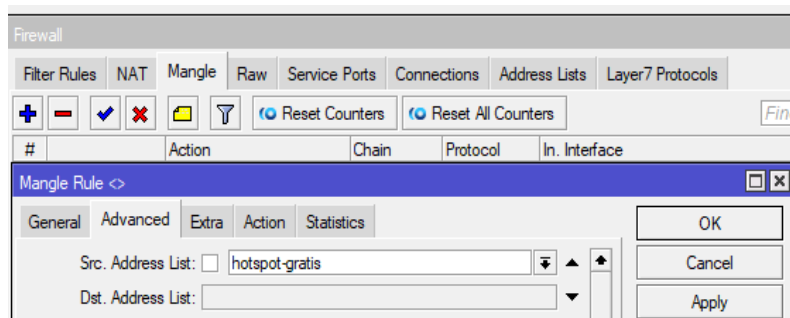 Firewall
Filter Rules NAT Mangle Raw Service Ports Connections Address Lists Layer7 Protocols
Reset Counters Reset All Counters Fin
# Action Chain Protocol In. Interface
Mangle Rule <>
General Advanced Extra Action Statistics OK
Src. Address List: hotspot-gratis Cancel
Dst. Address List: Apply